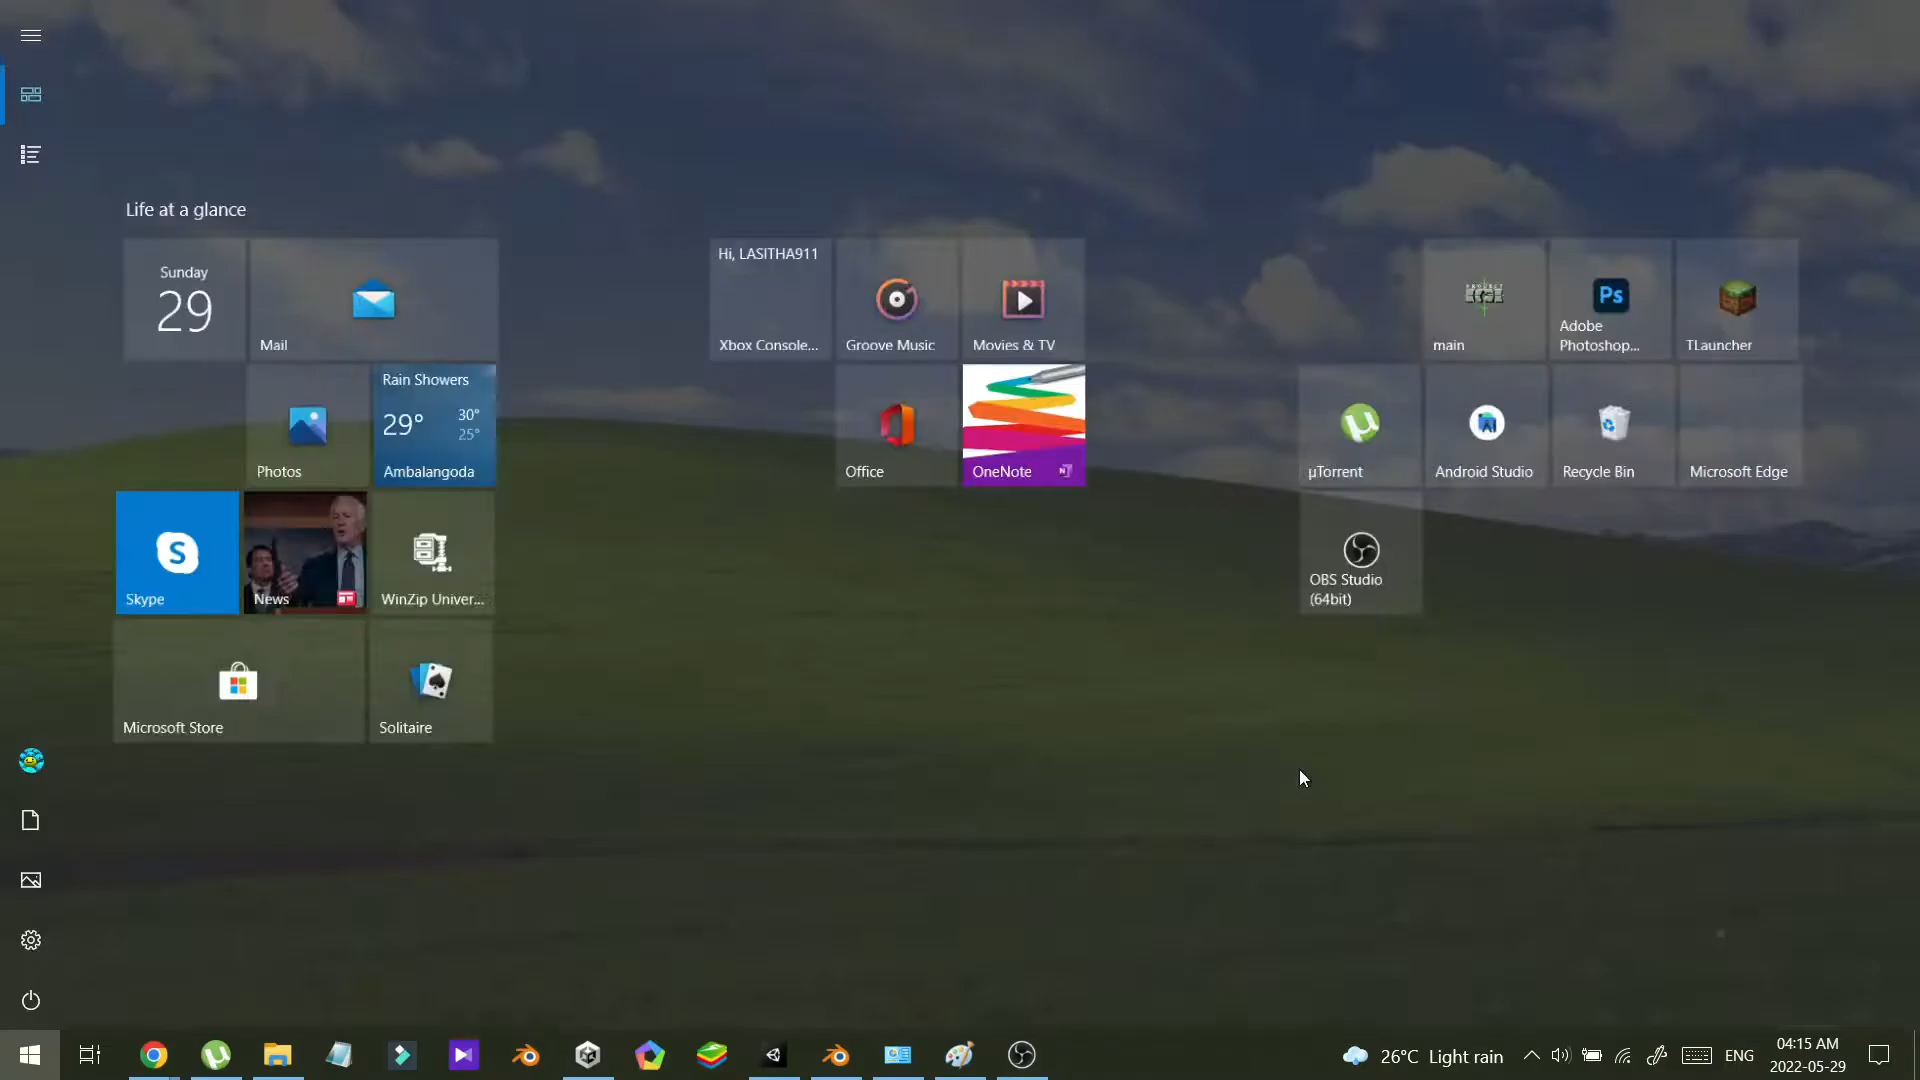 Life at a glance
Sunday
29
Mail
Hi, LASITHA911
Xbox Console...
Groove Music
Movies & TV
main
Ps
Adobe
Photoshop...
TLauncher
Photos
Rain Showers
29°
30°
25°
Ambalangoda
Office
OneNote
N
µTorrent
Android Studio
Recycle Bin
Microsoft Edge
S
Skype
News
WinZip Univer...
OBS Studio
(64bit)
Microsoft Store
Solitaire
26°C Light rain
ENG
04:15 AM
2022-05-29